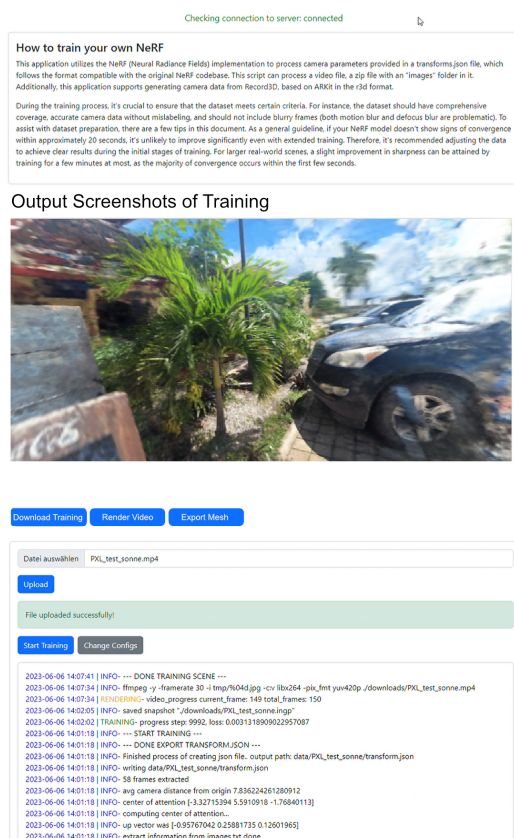 Checking connection to server: connected
How to train your own NeRF
This application utilizes the NeRF (Neural Radiance Fields) implementation to process camera parameters provided in a transforms.json file, which
follows the format compatible with the original NeRF codebase. This script can process a video file, a zip file with an "images" folder in it.
Additionally, this application supports generating camera data from Record3D, based on ARKit in the r3d format.
During the training process, it's crucial to ensure that the dataset meets certain criteria. For instance, the dataset should have comprehensive
coverage, accurate camera data without mislabeling, and should not include blurry frames (both motion blur and defocus blur are problematic). To
assist with dataset preparation, there are a few tips in this document. As a general guideline, if your NeRF model doesn't show signs of convergence
within approximately 20 seconds, it's unlikely to improve significantly even with extended training. Therefore, it's recommended adjusting the data
to achieve clear results during the initial stages of training. For larger real-world scenes, a slight improvement in sharpness can be attained by
training for a few minutes at most, as the majority of convergence occurs within the first few seconds.
Output Screenshots of Training
Download Training Render Video Export Mesh
Datei auswählen PXL_test_sonne.mp4
Upload
File uploaded successfully!
Start Training Change Configs
2023-06-06 14:07:41 | INFO- --- DONE TRAINING SCENE ---
2023-06-06 14:07:34 | INFO- ffmpeg -y -framerate 30 -i tmp/%04d.jpg -c:v libx264 -pix_fmt yuv420p ./downloads/PXL_test_sonne.mp4
2023-06-06 14:07:34 | RENDERING- video_progress current_frame: 149 total_frames: 150
2023-06-06 14:02:05 | INFO- saved snapshot "./downloads/PXL_test_sonne.ingp"
2023-06-06 14:02:02 | TRAINING- progress step: 9992, loss: 0.0031318909022957087
2023-06-06 14:01:18 | INFO- --- START TRAINING ---
2023-06-06 14:01:18 | INFO- --- DONE EXPORT TRANSFORM.JSON ---
2023-06-06 14:01:18 | INFO- Finished process of creating json file.. output path: data/PXL_test_sonne/transform.json
2023-06-06 14:01:18 | INFO- writing data/PXL_test_sonne/transform.json
2023-06-06 14:01:18 | INFO- 58 frames extracted
2023-06-06 14:01:18 | INFO- avg camera distance from origin 7.836224261280912
2023-06-06 14:01:18 | INFO- center of attention [-3.32715394 5.5910918 -1.76840113]
2023-06-06 14:01:18 | INFO- computing center of attention...
2023-06-06 14:01:18 | INFO- up vector was [-0.95767042 0.25881735 0.12601965]
2023-06-06 14:01:18 | INFO- extract information from images.txt done